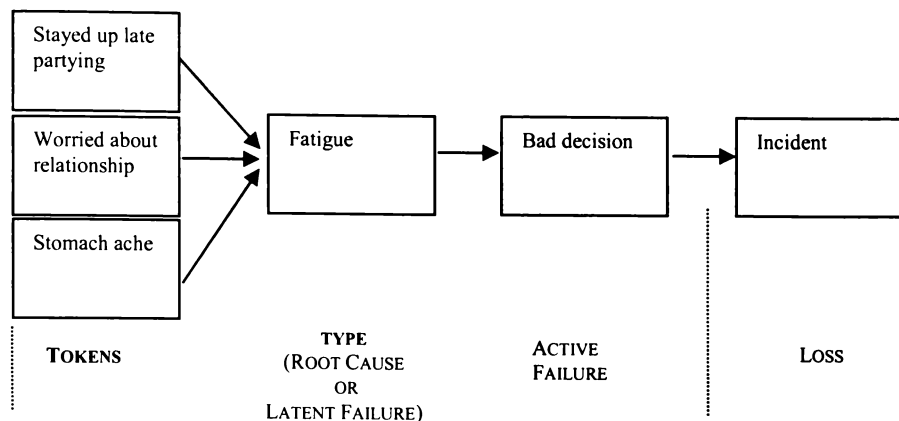 Stayed up late
partying
Worried about
relationship
Stomach ache
Fatigue
Bad decision
Incident
TOKENS
TYPE
(ROOT CAUSE
OR
LATENT FAILURE)
ACTIVE
FAILURE
LOSS